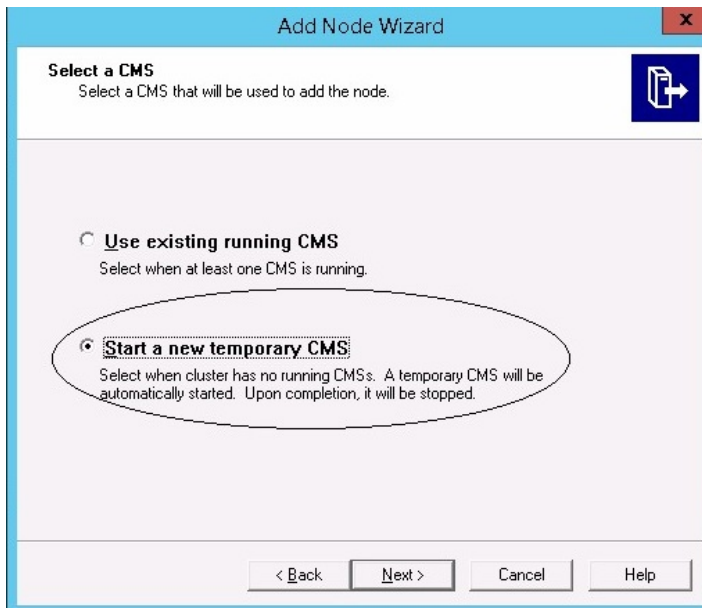 Add Node Wizard
x
Select a CMS
Select a CMS that will be used to add the node.
Use existing running CMS
Select when at least one CMS is running.
Start a new temporary CMS
Select when cluster has no running CMSs. A temporary CMS will be
automatically started. Upon completion, it will be stopped.
< Back
Next >
Cancel
Help